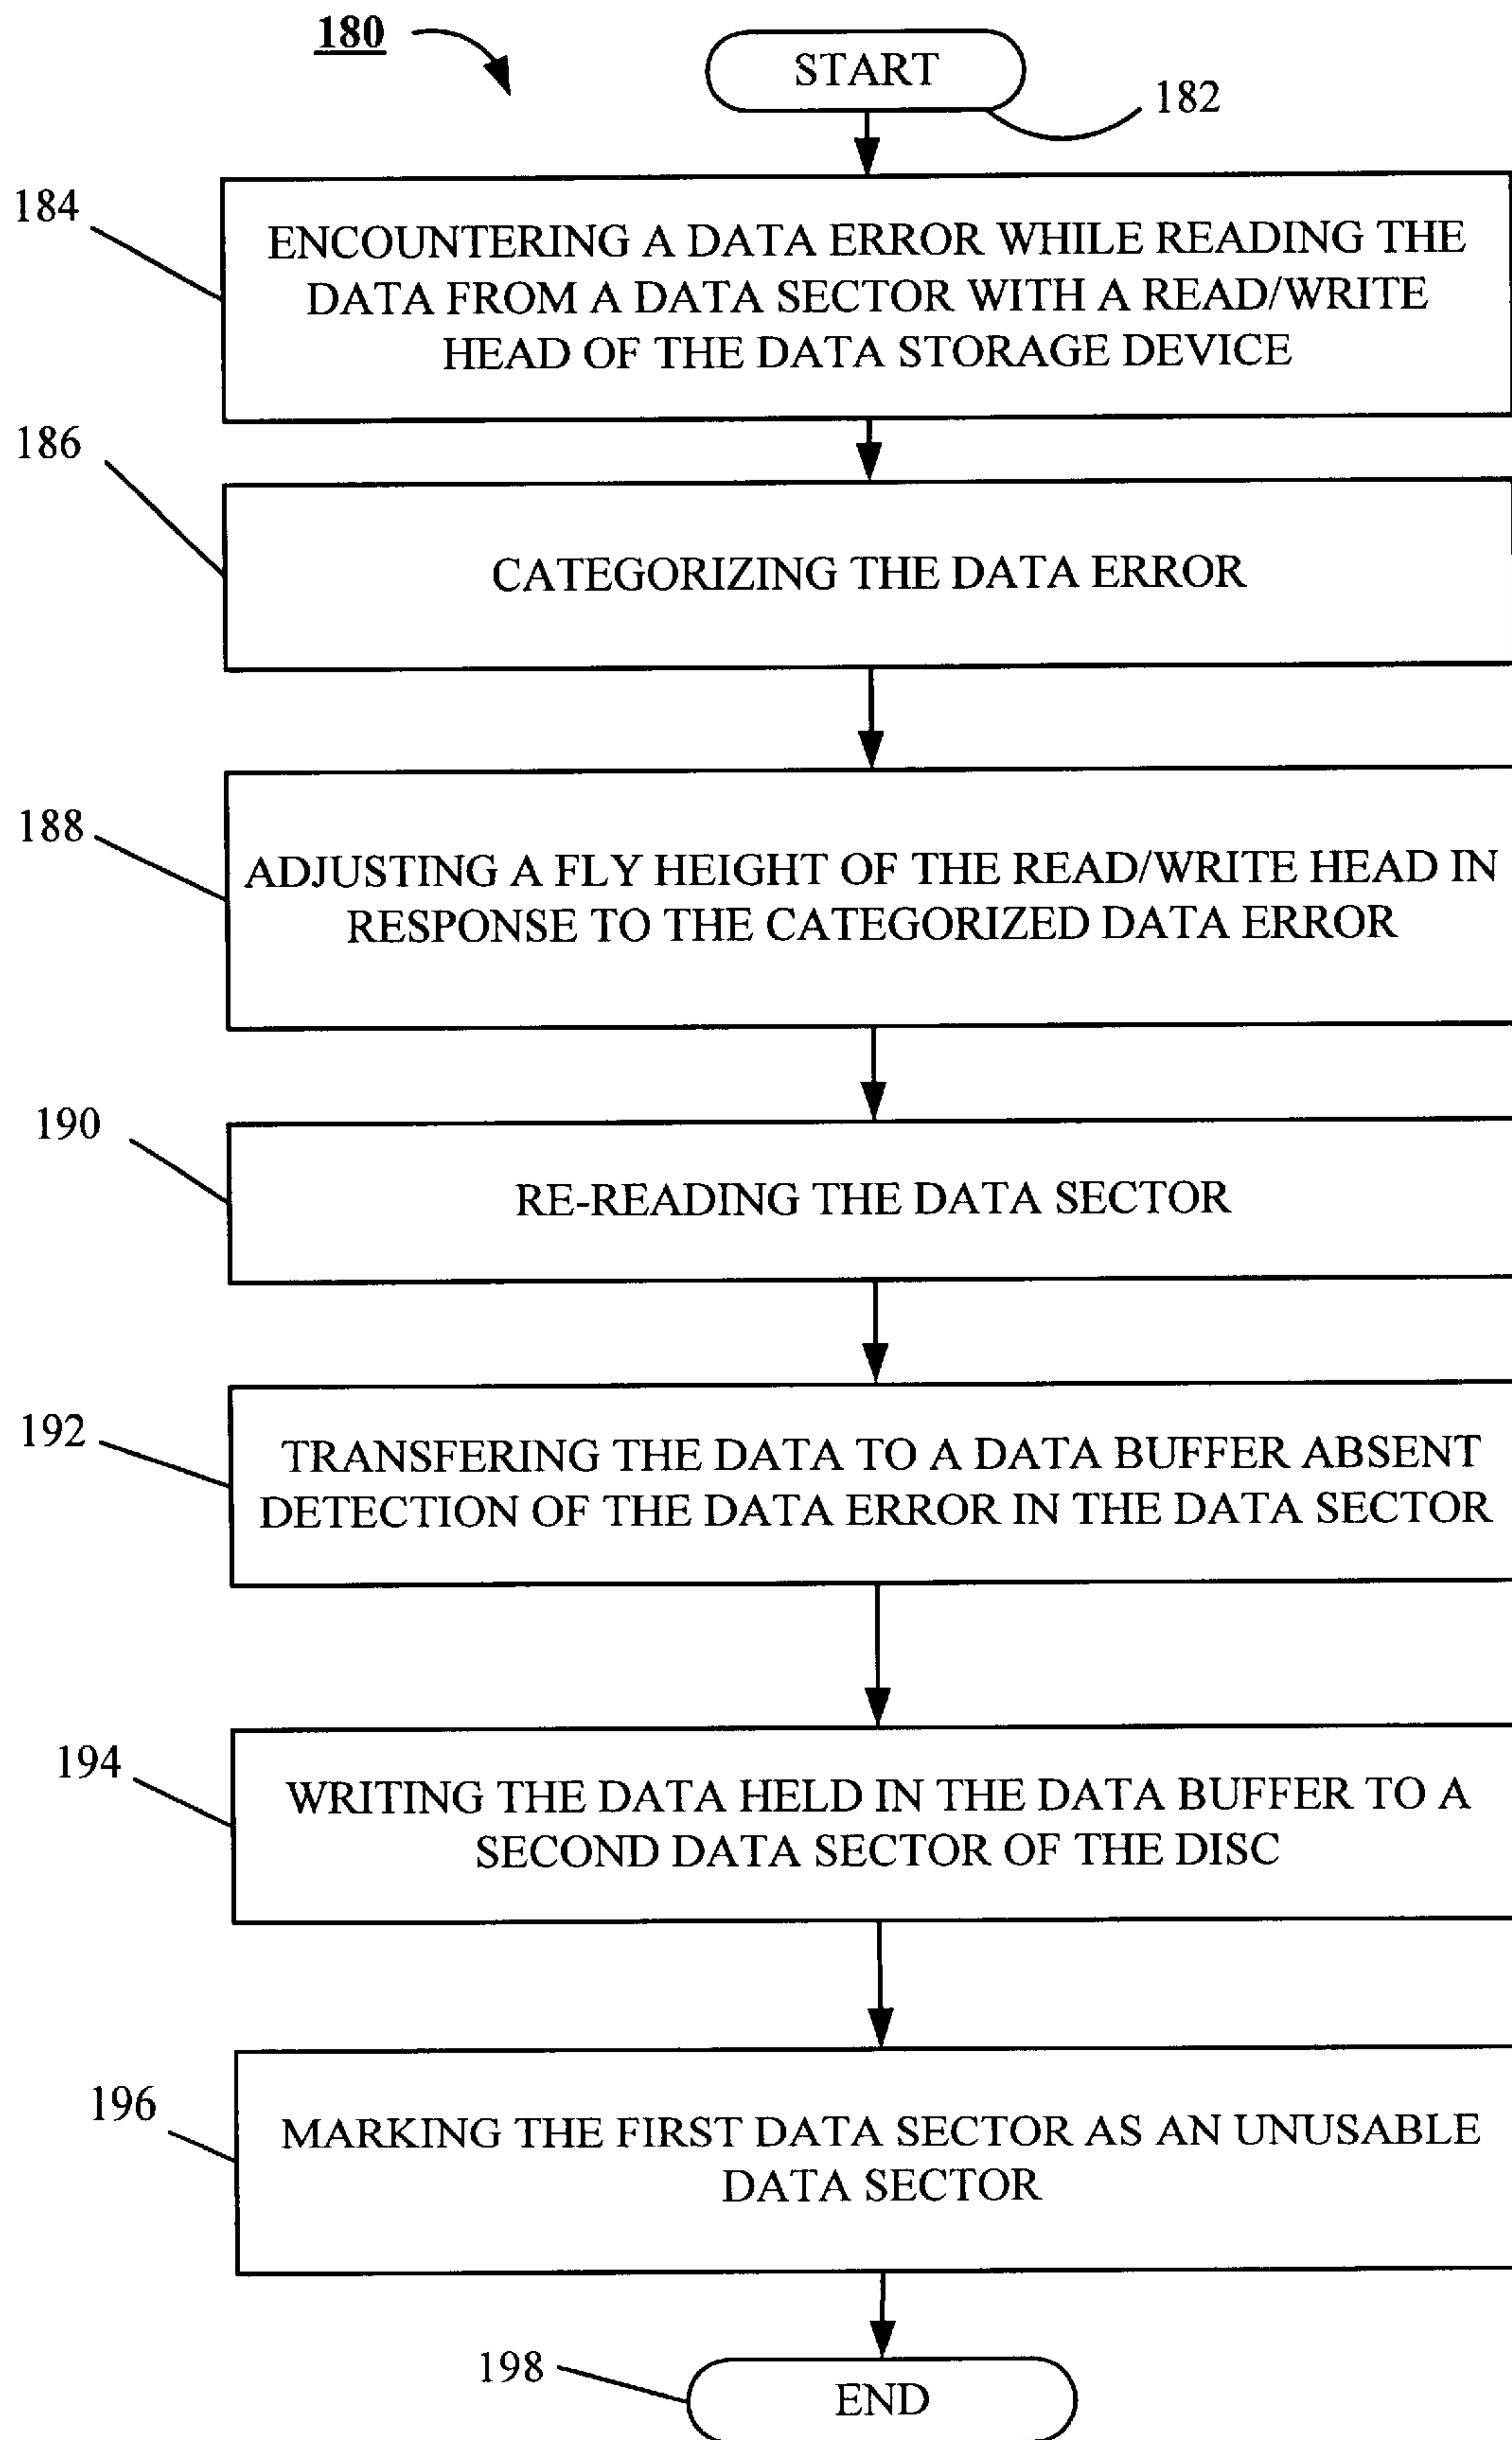 180
START
182
184
ENCOUNTERING A DATA ERROR WHILE READING THE
DATA FROM A DATA SECTOR WITH A READ/WRITE
HEAD OF THE DATA STORAGE DEVICE
186
CATEGORIZING THE DATA ERROR
188
ADJUSTING A FLY HEIGHT OF THE READ/WRITE HEAD IN
RESPONSE TO THE CATEGORIZED DATA ERROR
190
RE-READING THE DATA SECTOR
192
TRANSFERING THE DATA TO A DATA BUFFER ABSENT
DETECTION OF THE DATA ERROR IN THE DATA SECTOR
194
WRITING THE DATA HELD IN THE DATA BUFFER TO A
SECOND DATA SECTOR OF THE DISC
196
MARKING THE FIRST DATA SECTOR AS AN UNUSABLE
DATA SECTOR
198
END